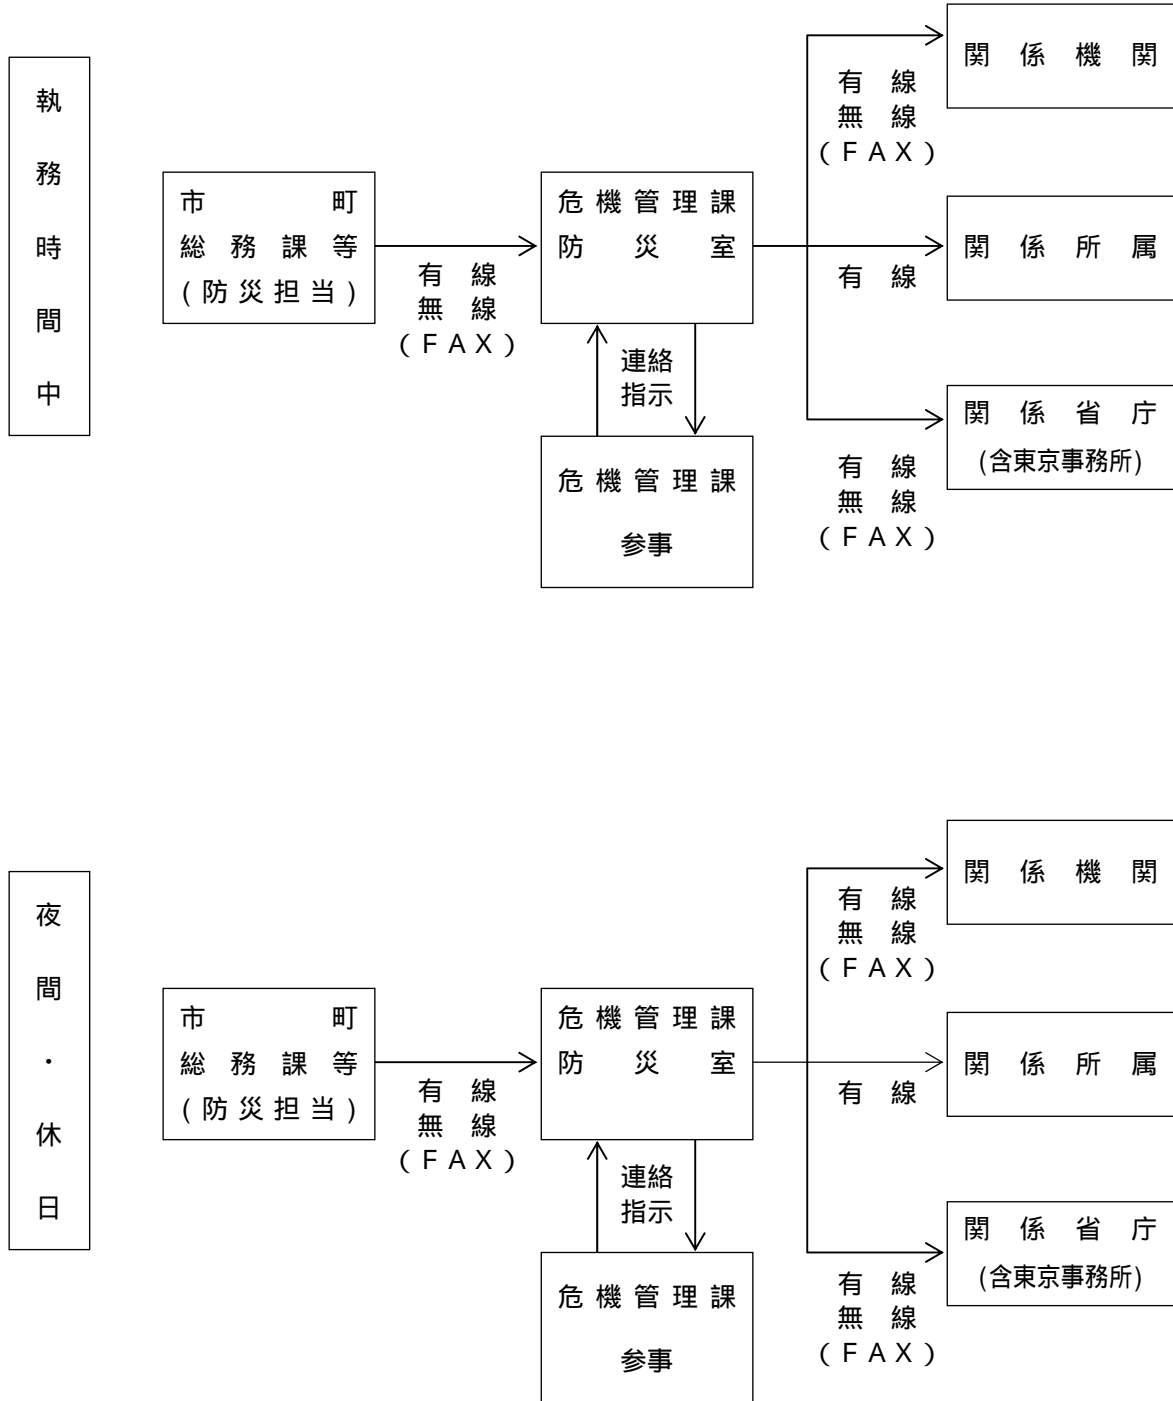 執務時間中
市町
総務課等
(防災担当)
有線
無線
(FAX)
危機管理課
防災室
連絡
指示
危機管理課
参事
有線
無線
(FAX)
関係機関
有線
関係所属
有線
無線
(FAX)
関係省庁
(含東京事務所)
夜間・休日
市町
総務課等
(防災担当)
有線
無線
(FAX)
危機管理課
防災室
連絡
指示
危機管理課
参事
有線
無線
(FAX)
関係機関
有線
関係所属
有線
無線
(FAX)
関係省庁
(含東京事務所)